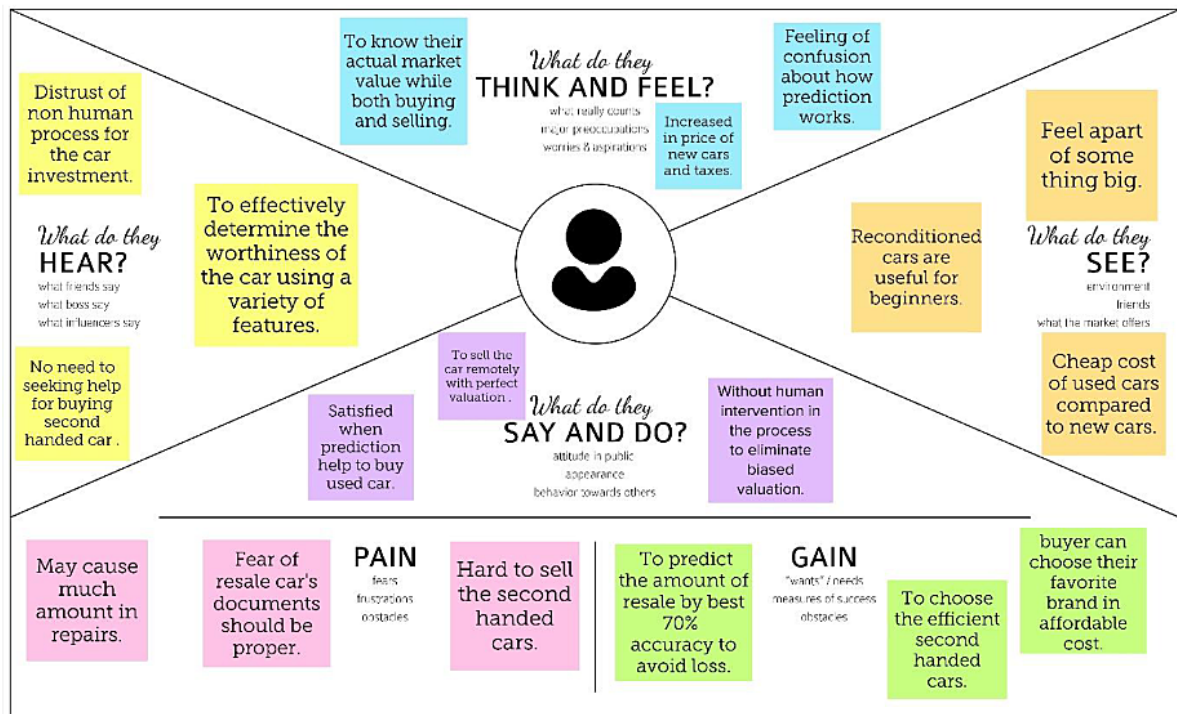 To know their
actual market
value while
both buying
and selling.
What do they
THINK AND FEEL?
what really counts
major preoccupations
worries & aspirations
Increased
in price of
new cars
and taxes.
Feeling of
confusion
about how
prediction
works.
Distrust of
non human
process for
the car
investment.
To effectively
determine the
worthiness of
the car using a
variety of
features.
What do they
HEAR?
what friends say
what boss say
what influencers say
No need to
seeking help
for buying
second
handed car .
Feel apart
of some
thing big.
Reconditioned
cars are
useful for
beginners.
What do they
SEE?
environment
friends
what the market offers
Cheap cost
of used cars
compared
to new cars.
To sell the
car remotely
with perfect
valuation .
Satisfied
when
prediction
help to buy
used car.
What do they
SAY AND DO?
attitude in public
appearance
behavior towards others
Without human
intervention in
the process
to eliminate
biased
valuation.
May cause
much
amount in
repairs.
Fear of
resale car's
documents
should be
proper.
PAIN
fears
frustrations
obstacles
Hard to sell
the second
handed
cars.
To predict
the amount of
resale by best
70%
accuracy to
avoid loss.
GAIN
"wants" / needs
measures of success
obstacles
To choose
the efficient
second
handed
cars.
buyer can
choose their
favorite
brand in
affordable
cost.